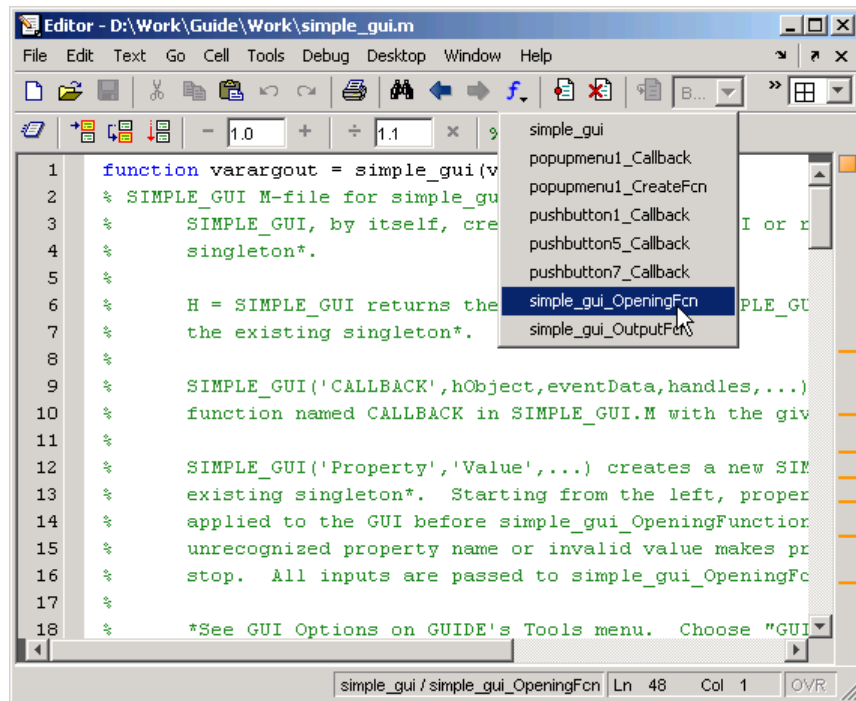 Editor - D:\Work\Guide\Work\simple_gui.m
File Edit Text Go Cell Tools Debug Desktop Window Help
B...
1.0 1.1
simple_gui
popupmenu1_Callback
popupmenu1_CreateFcn
pushbutton1_Callback
pushbutton5_Callback
pushbutton7_Callback
simple_gui_OpeningFcn
simple_gui_OutputFcn
1 function varargout = simple_gui(v
2 % SIMPLE_GUI M-file for simple_gu
3 % SIMPLE_GUI, by itself, cre I or r
4 % singleton*.
5 %
6 % H = SIMPLE_GUI returns the PLE_GU
7 % the existing singleton*.
8 %
9 % SIMPLE_GUI('CALLBACK',hObject,eventData,handles,...)
10 % function named CALLBACK in SIMPLE_GUI.M with the giv
11 %
12 % SIMPLE_GUI('Property','Value',...) creates a new SIM
13 % existing singleton*. Starting from the left, proper
14 % applied to the GUI before simple_gui_OpeningFunction
15 % unrecognized property name or invalid value makes pr
16 % stop. All inputs are passed to simple_gui_OpeningFc
17 %
18 % *See GUI Options on GUIDE's Tools menu. Choose "GUI
simple_gui / simple_gui_OpeningFcn Ln 48 Col 1 OVR